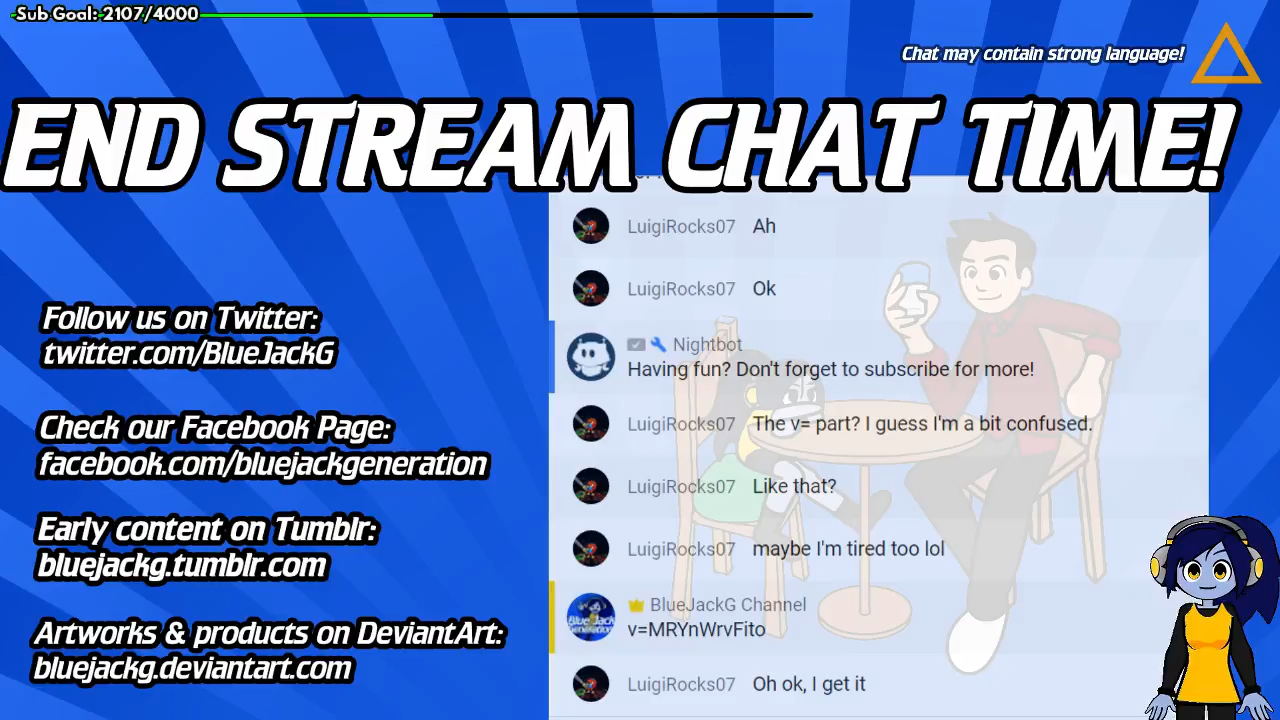 Sub Goal: 2107/4000
Chat may contain strong language!
END STREAM CHAT TIME!
Follow us on Twitter:
twitter.com/BlueJackG
Check our Facebook Page:
facebook.com/bluejackgeneration
Early content on Tumblr:
bluejackg.tumblr.com
Artworks & products on DeviantArt:
bluejackg.deviantart.com
LuigiRocks07 Ah
LuigiRocks07 Ok
Nightbot
Having fun? Don't forget to subscribe for more!
LuigiRocks07 The v= part? I guess I'm a bit confused.
LuigiRocks07 Like that?
LuigiRocks07 maybe I'm tired too lol
BlueJackG Channel
v=MRYnWrvFito
LuigiRocks07 Oh ok, I get it